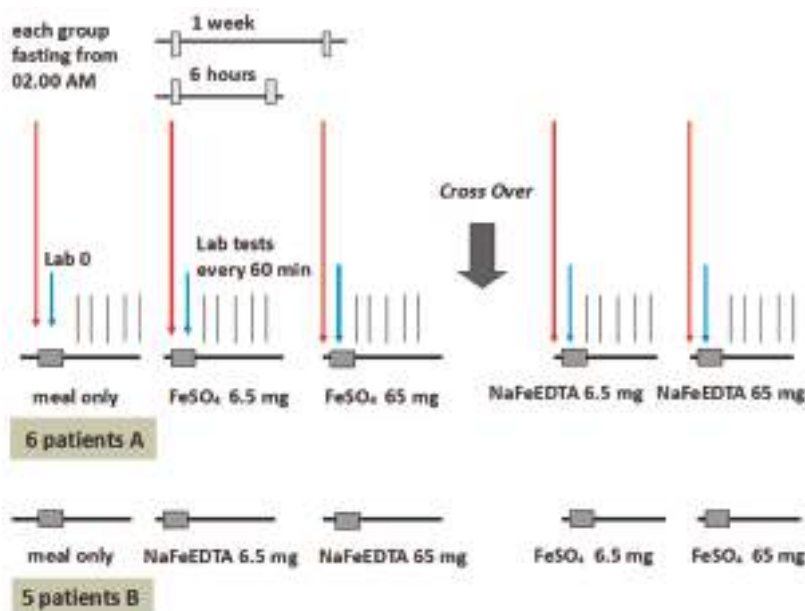 each group
fasting from
02.00 AM
1 week
6 hours
Cross Over
Lab 0
Lab tests
every 60 min
meal only
FeSO₄ 6.5 mg
FeSO₄ 65 mg
NaFeEDTA 6.5 mg
NaFeEDTA 65 mg
6 patients A
meal only
NaFeEDTA 6.5 mg
NaFeEDTA 65 mg
FeSO₄ 6.5 mg
FeSO₄ 65 mg
5 patients B